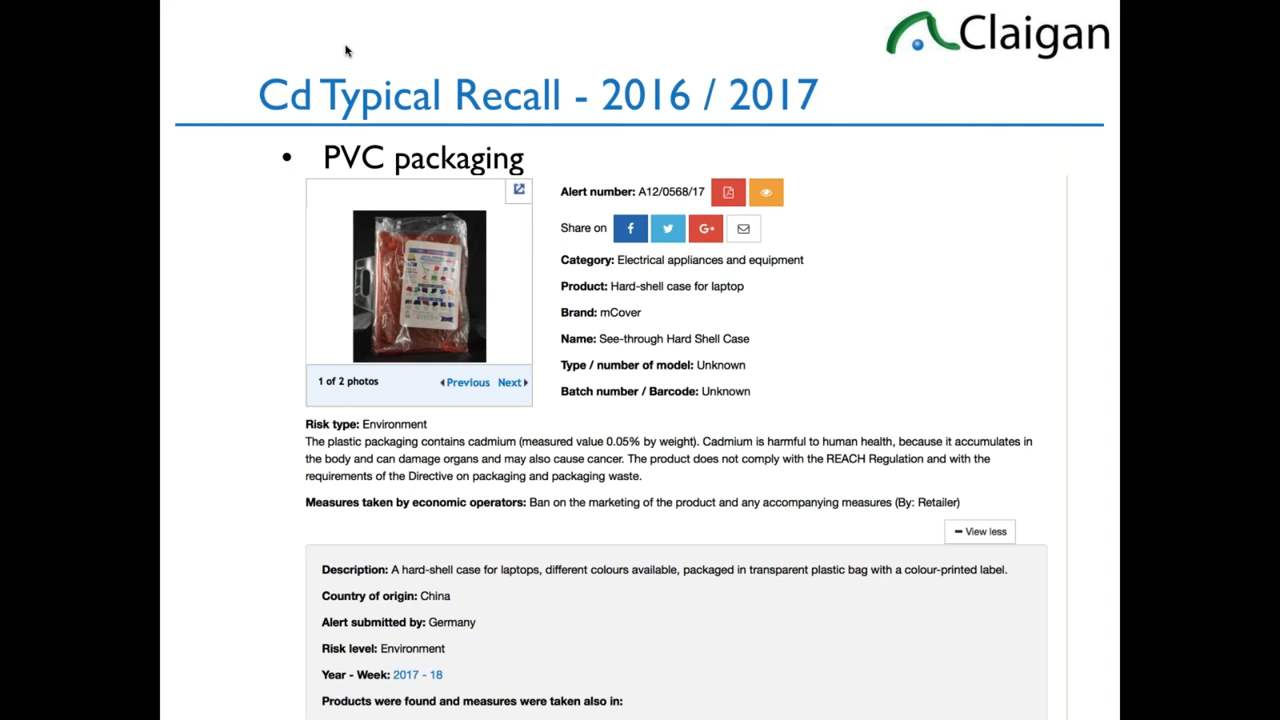 Claigan
Cd Typical Recall - 2016 / 2017
• PVC packaging
Alert number: A12/0568/17
Share on
Category: Electrical appliances and equipment
Product: Hard-shell case for laptop
Brand: mCover
Name: See-through Hard Shell Case
Type / number of model: Unknown
Batch number / Barcode: Unknown
1 of 2 photos Previous Next
Risk type: Environment
The plastic packaging contains cadmium (measured value 0.05% by weight). Cadmium is harmful to human health, because it accumulates in
the body and can damage organs and may also cause cancer. The product does not comply with the REACH Regulation and with the
requirements of the Directive on packaging and packaging waste.
Measures taken by economic operators: Ban on the marketing of the product and any accompanying measures (By: Retailer)
View less
Description: A hard-shell case for laptops, different colours available, packaged in transparent plastic bag with a colour-printed label.
Country of origin: China
Alert submitted by: Germany
Risk level: Environment
Year - Week: 2017 - 18
Products were found and measures were taken also in: